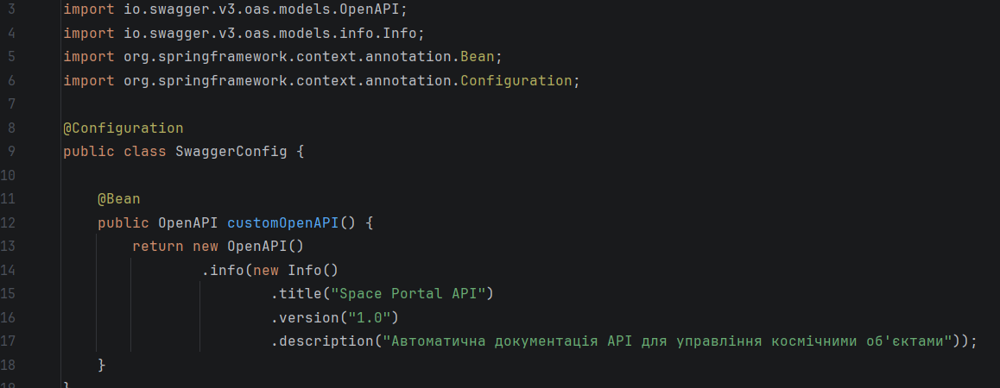 3 import io.swagger.v3.oas.models.OpenAPI;
4 import io.swagger.v3.oas.models.info.Info;
5 import org.springframework.context.annotation.Bean;
6 import org.springframework.context.annotation.Configuration;
7
8 @Configuration
9 public class SwaggerConfig {
10
11 @Bean
12 public OpenAPI customOpenAPI() {
13 return new OpenAPI()
14 .info(new Info()
15 .title("Space Portal API")
16 .version("1.0")
17 .description("Автоматична документація API для управління космічними об'єктами"));
18 }
19 }